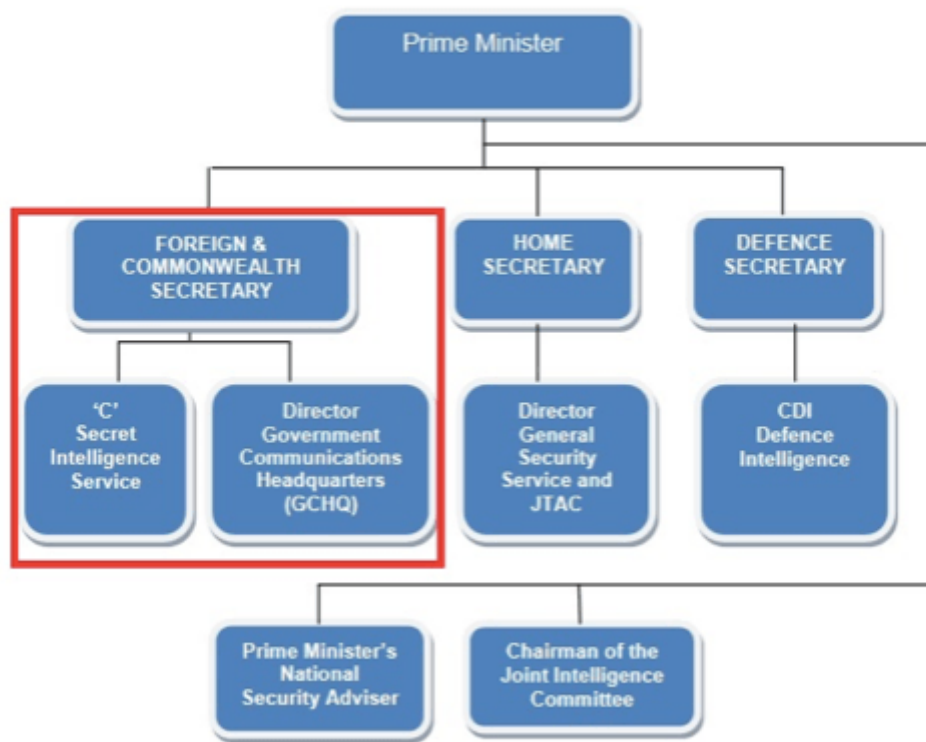 Prime Minister
FOREIGN &
COMMONWEALTH
SECRETARY
HOME
SECRETARY
DEFENCE
SECRETARY
‘C’
Secret
Intelligence
Service
Director
Government
Communications
Headquarters
(GCHQ)
Director
General
Security
Service and
JTAC
CDI
Defence
Intelligence
Prime Minister’s
National
Security Adviser
Chairman of the
Joint Intelligence
Committee